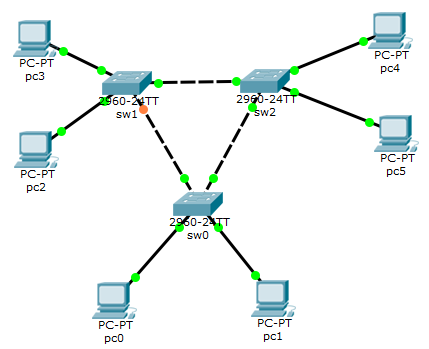 PC-PT
pc3
PC-PT
pc4
2960-24TT
sw1
2960-24TT
sw2
PC-PT
pc2
PC-PT
pc5
2960-24TT
sw0
PC-PT
pc0
PC-PT
pc1